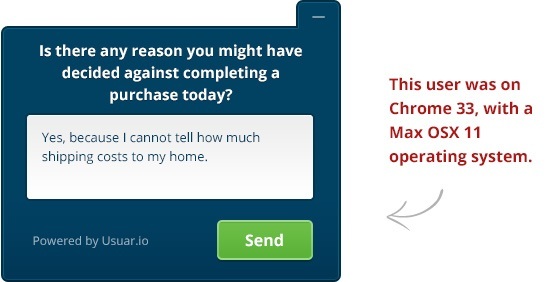 Is there any reason you might have
decided against completing a
purchase today?
Yes, because I cannot tell how much
shipping costs to my home.
Powered by Usuar.io
Send
This user was on
Chrome 33, with a
Max OSX 11
operating system.